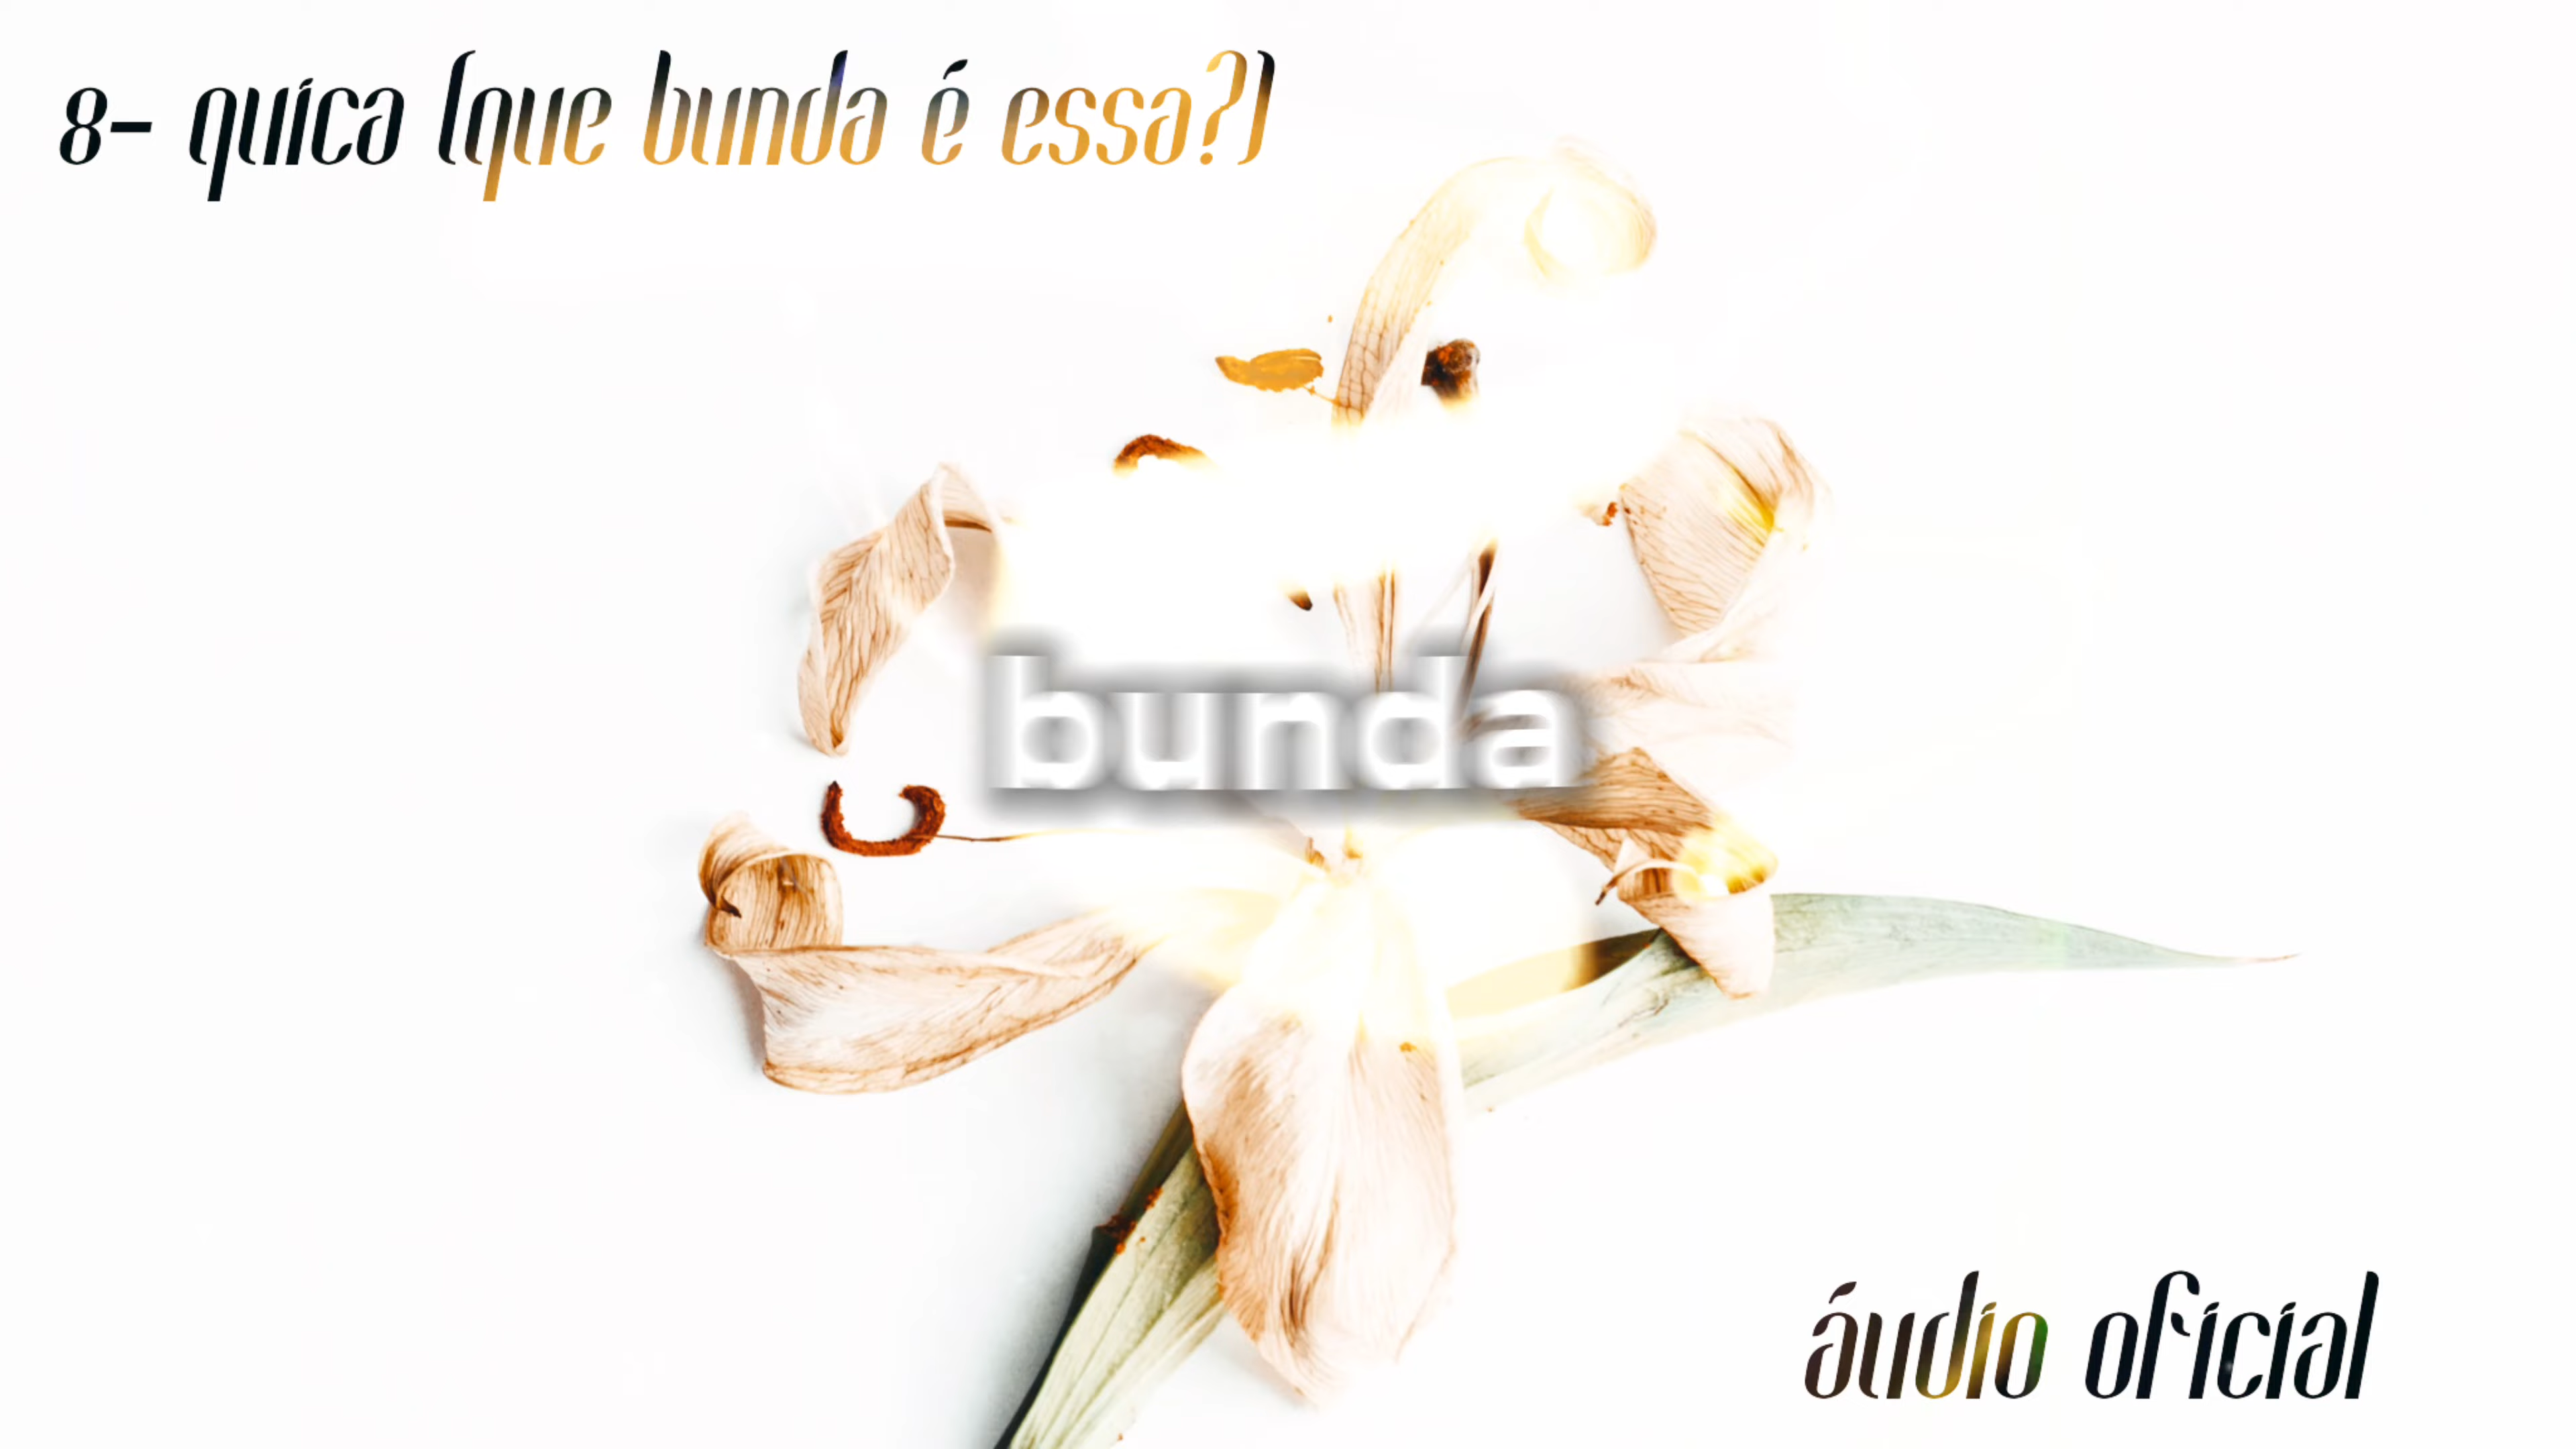 8- quica (que bunda é essa?)
bunda
áudio oficial